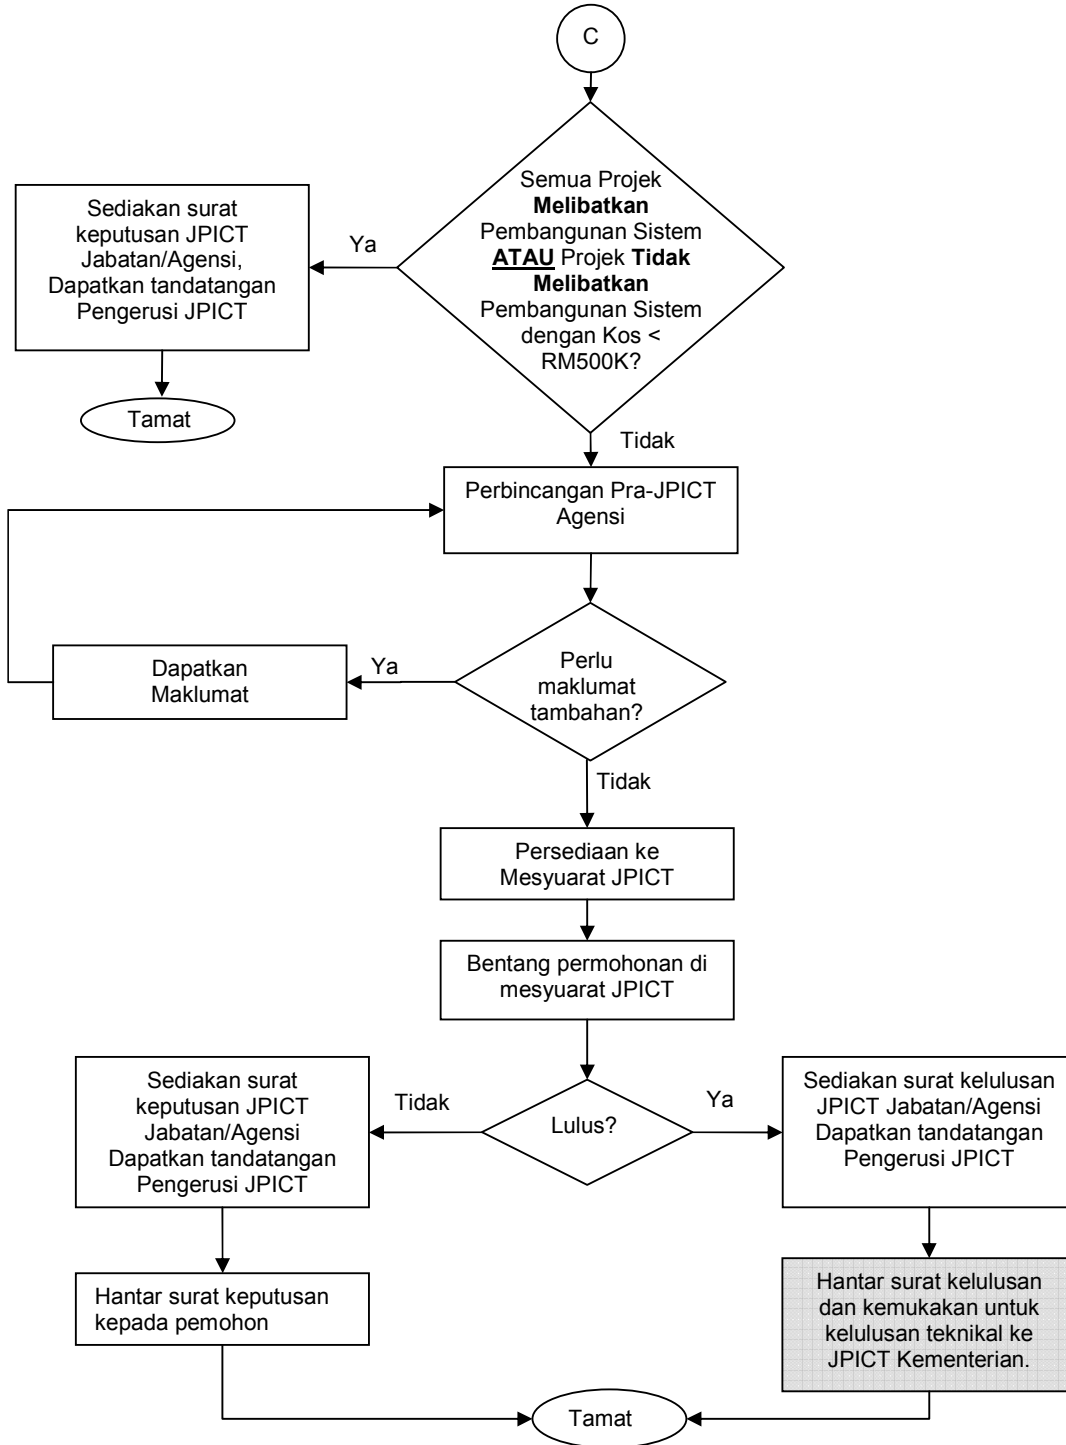 C
Semua Projek
Melibatkan
Pembangunan Sistem
ATAU Projek Tidak
Melibatkan
Pembangunan Sistem
dengan Kos <
RM500K?
Ya
Sediakan surat
keputusan JPICT
Jabatan/Agensi,
Dapatkan tandatangan
Pengerusi JPICT
Tamat
Tidak
Perbincangan Pra-JPICT
Agensi
Perlu
maklumat
tambahan?
Ya
Dapatkan
Maklumat
Tidak
Persediaan ke
Mesyuarat JPICT
Bentang permohonan di
mesyuarat JPICT
Lulus?
Tidak
Sediakan surat
keputusan JPICT
Jabatan/Agensi
Dapatkan tandatangan
Pengerusi JPICT
Hantar surat keputusan
kepada pemohon
Ya
Sediakan surat kelulusan
JPICT Jabatan/Agensi
Dapatkan tandatangan
Pengerusi JPICT
Hantar surat kelulusan
dan kemukakan untuk
kelulusan teknikal ke
JPICT Kementerian.
Tamat